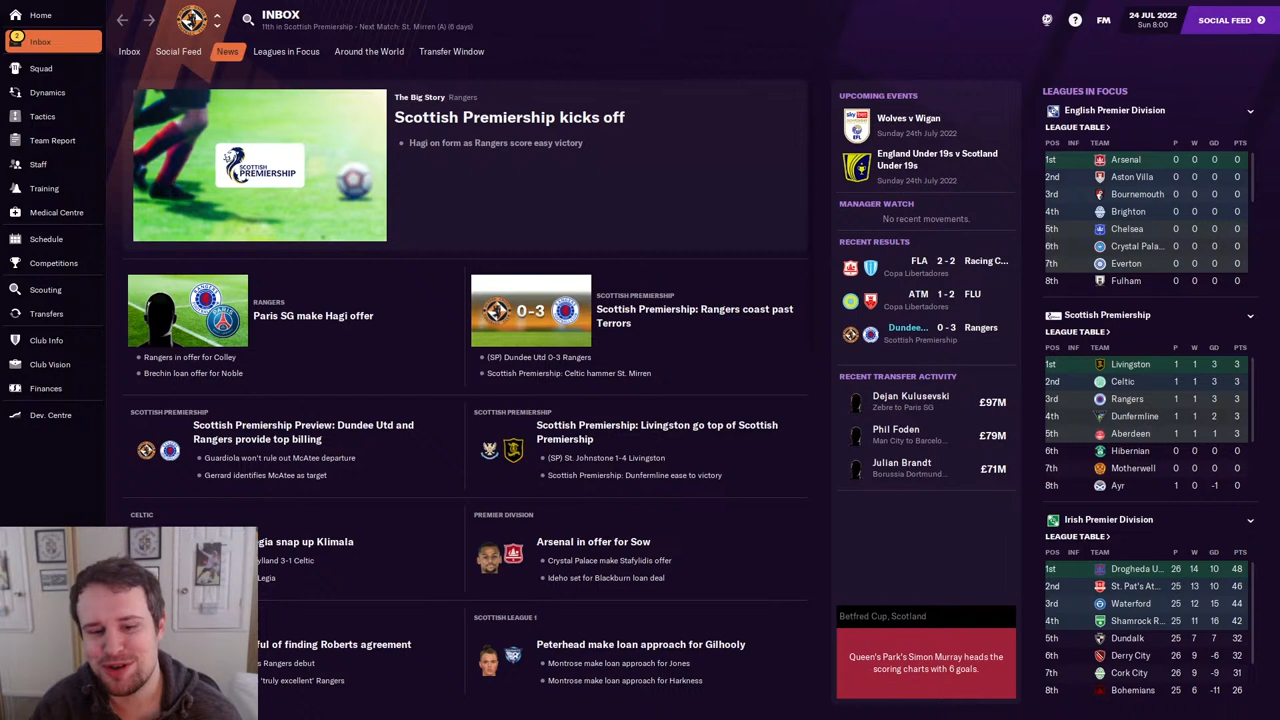 Home
2
Inbox
Squad
Dynamics
Tactics
Team Report
Staff
Training
Medical Centre
Schedule
Competitions
Scouting
Transfers
Club Info
Club Vision
Finances
Dev. Centre
INBOX
11th in Scottish Premiership - Next Match: St. Mirren (A) (6 days)
FM
24 JUL 2022
Sun 8:00
SOCIAL FEED
Inbox
Social Feed
News
Leagues in Focus
Around the World
Transfer Window
SCOTTISH
PREMIERSHIP
The Big Story Rangers
Scottish Premiership kicks off
Hagi on form as Rangers score easy victory
RANGERS
Paris SG make Hagi offer
Rangers in offer for Colley
Brechin loan offer for Noble
0-3
SCOTTISH PREMIERSHIP
Scottish Premiership: Rangers coast past
Terrors
(SP) Dundee Utd 0-3 Rangers
Scottish Premiership: Celtic hammer St. Mirren
SCOTTISH PREMIERSHIP
Scottish Premiership Preview: Dundee Utd and
Rangers provide top billing
Guardiola won't rule out McAtee departure
Gerrard identifies McAtee as target
SCOTTISH PREMIERSHIP
Scottish Premiership: Livingston go top of Scottish
Premiership
(SP) St. Johnstone 1-4 Livingston
Scottish Premiership: Dunfermline ease to victory
CELTIC
gia snap up Klimala
ylland 3-1 Celtic
Legia
PREMIER DIVISION
Arsenal in offer for Sow
Crystal Palace make Stafylidis offer
Ideho set for Blackburn loan deal
ful of finding Roberts agreement
s Rangers debut
'truly excellent' Rangers
SCOTTISH LEAGUE 1
Peterhead make loan approach for Gilhooly
Montrose make loan approach for Jones
Montrose make loan approach for Harkness
UPCOMING EVENTS
sky bet
EFL
Wolves v Wigan
Sunday 24th July 2022
England Under 19s v Scotland
Under 19s
Sunday 24th July 2022
MANAGER WATCH
No recent movements.
RECENT RESULTS
FLA 2 - 2 Racing C...
Copa Libertadores
ATM 1 - 2 FLU
Copa Libertadores
Dundee... 0 - 3 Rangers
Scottish Premiership
RECENT TRANSFER ACTIVITY
Dejan Kulusevski
Zebre to Paris SG
£97M
Phil Foden
Man City to Barcelo...
£79M
Julian Brandt
Borussia Dortmund...
£71M
Betfred Cup, Scotland
Queen's Park's Simon Murray heads the
scoring charts with 6 goals.
LEAGUES IN FOCUS
English Premier Division
LEAGUE TABLE
POS INF TEAM P W GD PTS
1st Arsenal 0 0 0 0
2nd Aston Villa 0 0 0 0
3rd Bournemouth 0 0 0 0
4th Brighton 0 0 0 0
5th Chelsea 0 0 0 0
6th Crystal Pala... 0 0 0 0
7th Everton 0 0 0 0
8th Fulham 0 0 0 0
Scottish Premiership
LEAGUE TABLE
POS INF TEAM P W GD PTS
1st Livingston 1 1 3 3
2nd Celtic 1 1 3 3
3rd Rangers 1 1 3 3
4th Dunfermline 1 1 2 3
5th Aberdeen 1 1 1 3
6th Hibernian 0 0 0 0
7th Motherwell 0 0 0 0
8th Ayr 1 0 -1 0
Irish Premier Division
LEAGUE TABLE
POS INF TEAM P W GD PTS
1st Drogheda U... 26 14 10 48
2nd St. Pat's At... 25 13 10 46
3rd Waterford 25 12 15 44
4th Shamrock R... 25 11 16 42
5th Dundalk 25 7 7 32
6th Derry City 26 9 -6 32
7th Cork City 26 9 -9 31
8th Bohemians 25 6 -11 26